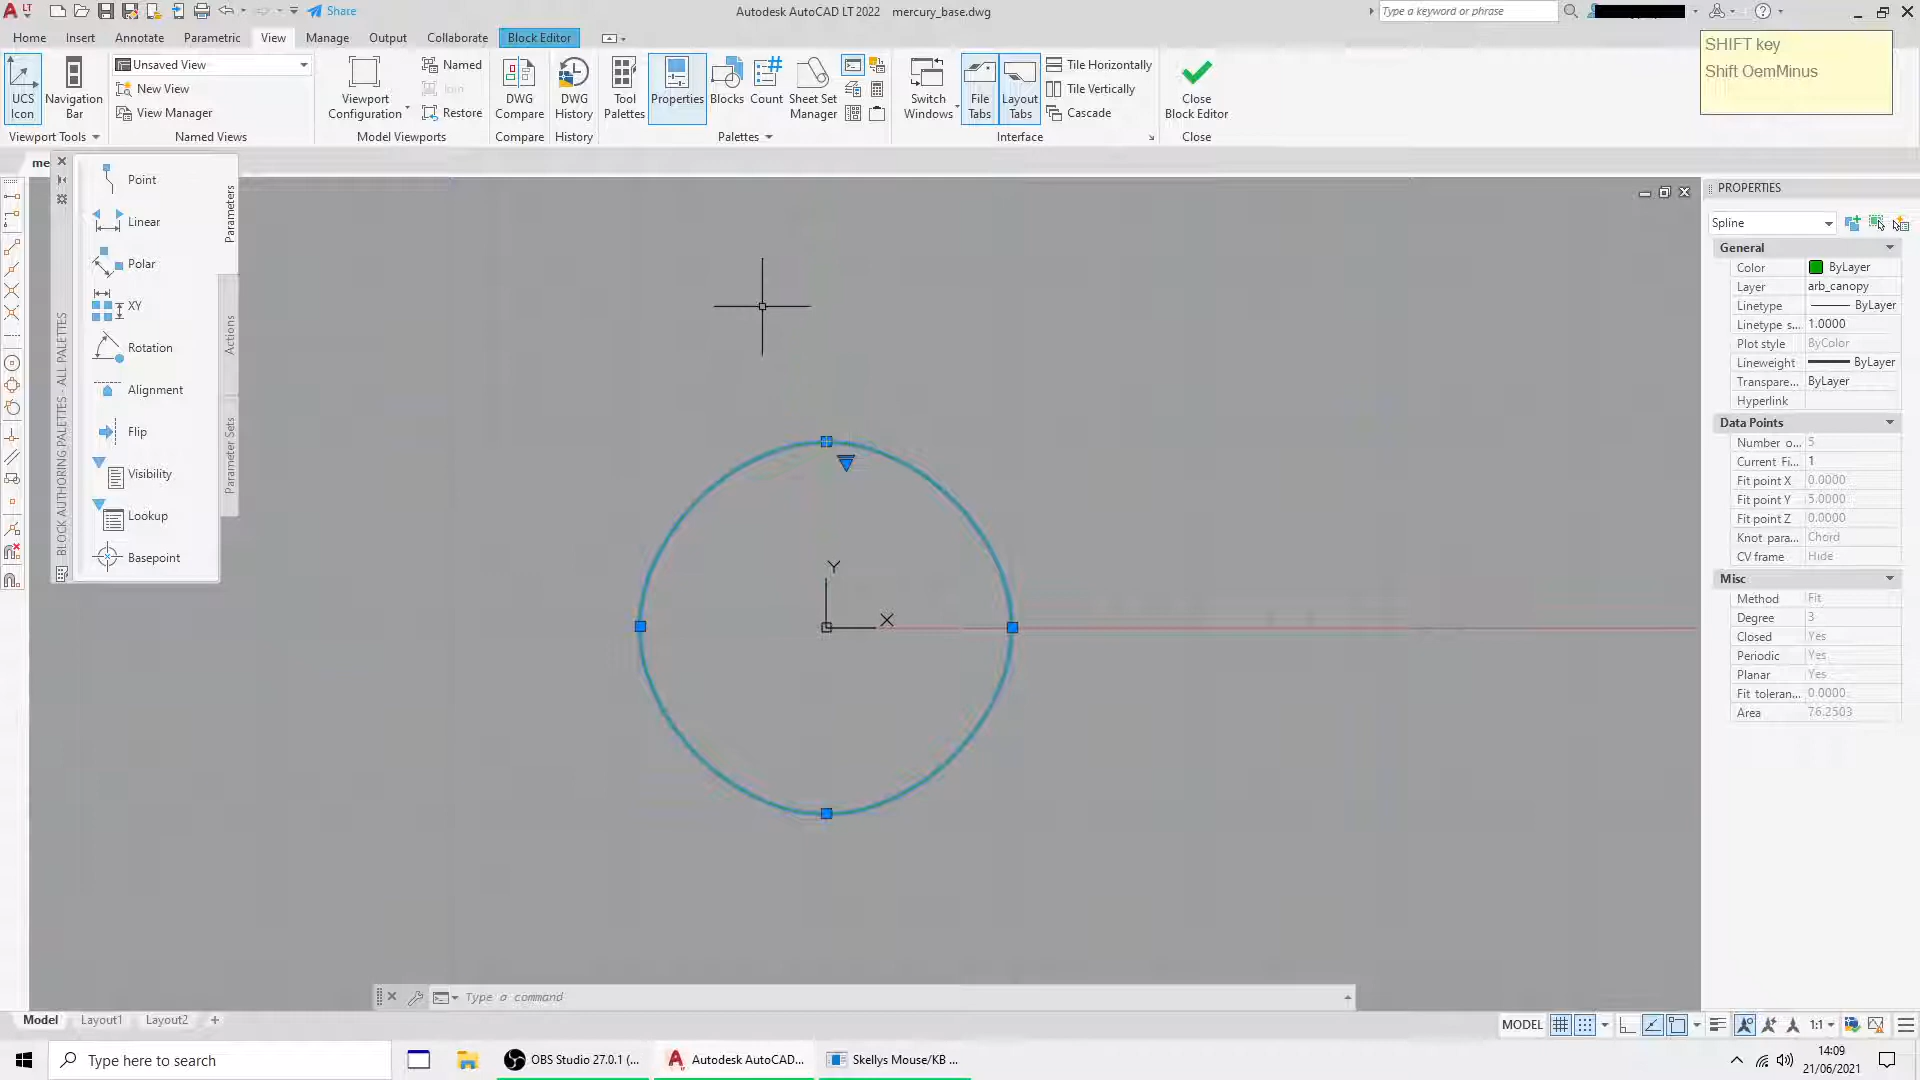 LT
Share
Autodesk AutoCAD LT 2022 mercury_base.dwg
Type a keyword or phrase
Home Insert Annotate Parametric View Manage Output Collaborate Block Editor
SHIFT key
Shift OemMinus
UCS Icon
Navigation Bar
Viewport Tools
Unsaved View
New View
View Manager
Named Views
Viewport Configuration
Named
Join
Restore
Model Viewports
DWG Compare
Compare
DWG History
History
Tool Palettes
Properties
Blocks
Count
Sheet Set Manager
Palettes
Switch Windows
File Tabs
Layout Tabs
Tile Horizontally
Tile Vertically
Cascade
Interface
Close Block Editor
Close
me
Point
Linear
Polar
XY
Rotation
Alignment
Flip
Visibility
Lookup
Basepoint
Parameters
Actions
Parameter Sets
BLOCK AUTHORING PALETTES - ALL PALETTES
Y
X
PROPERTIES
Spline
General
Color ByLayer
Layer arb_canopy
Linetype ByLayer
Linetype s... 1.0000
Plot style ByColor
Lineweight ByLayer
Transpare... ByLayer
Hyperlink
Data Points
Number o... 5
Current Fi... 1
Fit point X 0.0000
Fit point Y 5.0000
Fit point Z 0.0000
Knot para... Chord
CV frame Hide
Misc
Method Fit
Degree 3
Closed Yes
Periodic Yes
Planar Yes
Fit toleran... 0.0000
Area 76.2503
Type a command
Model Layout1 Layout2 +
MODEL 1:1
Type here to search
OBS Studio 27.0.1 (...
Autodesk AutoCAD...
Skellys Mouse/KB ...
14:09
21/06/2021